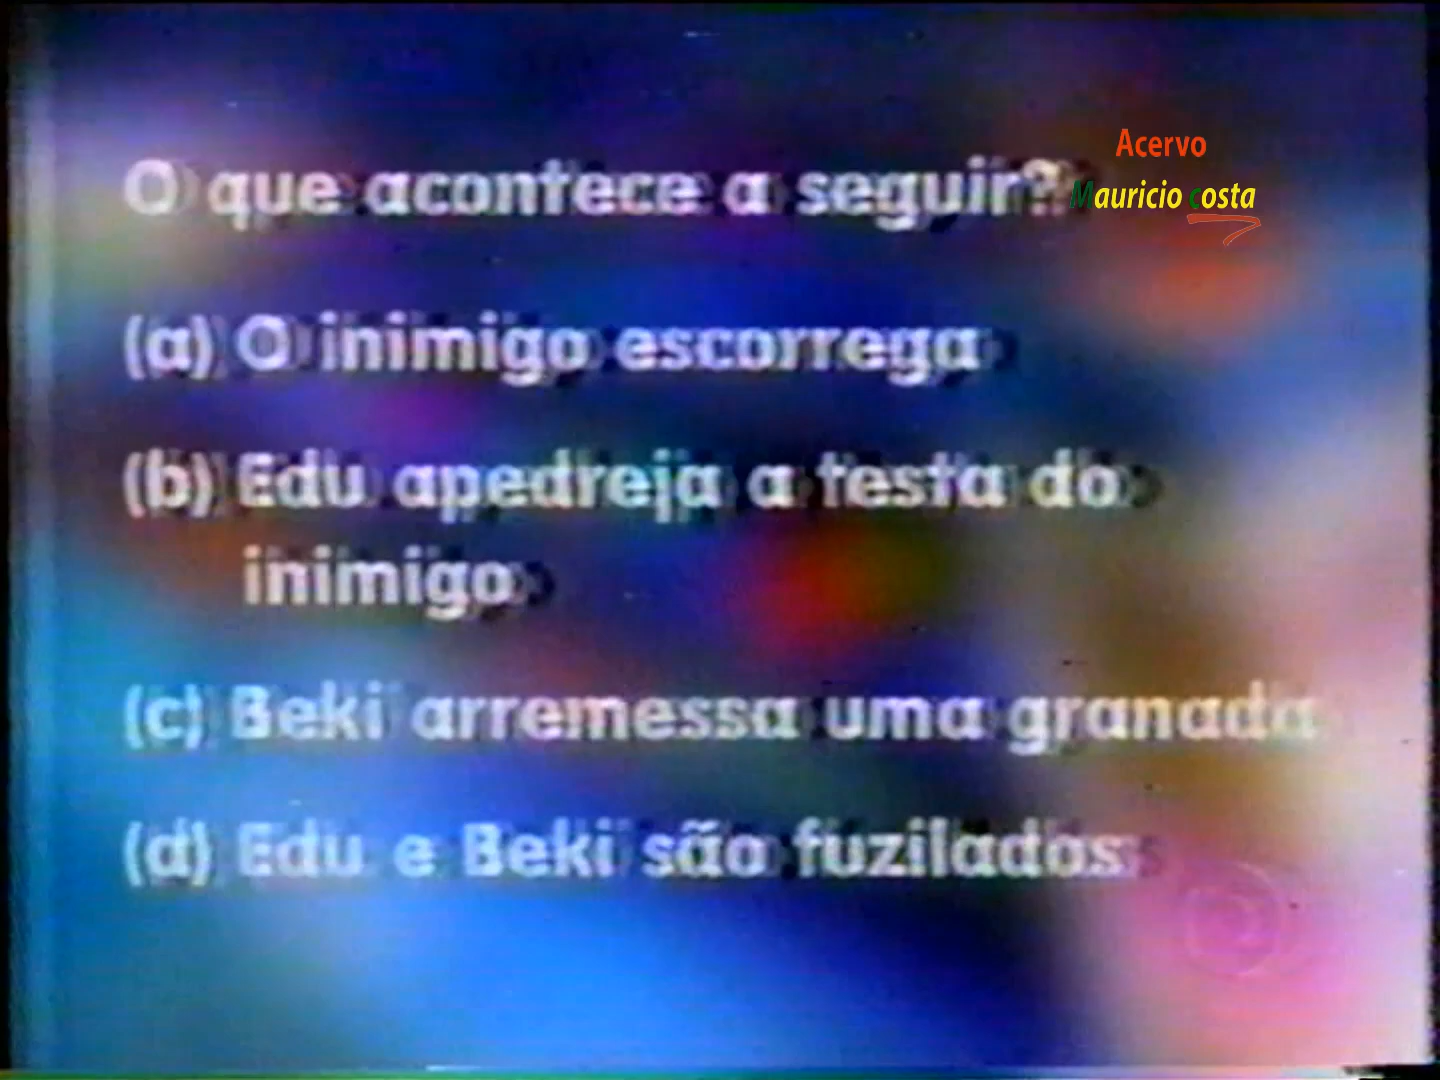 O que acontece a seguir?
Acervo
Mauricio costa
(a) O inimigo escorrega
(b) Edu apedreja a testa do
inimigo
(c) Beki arremessa uma granada
(d) Edu e Beki são fuzilados